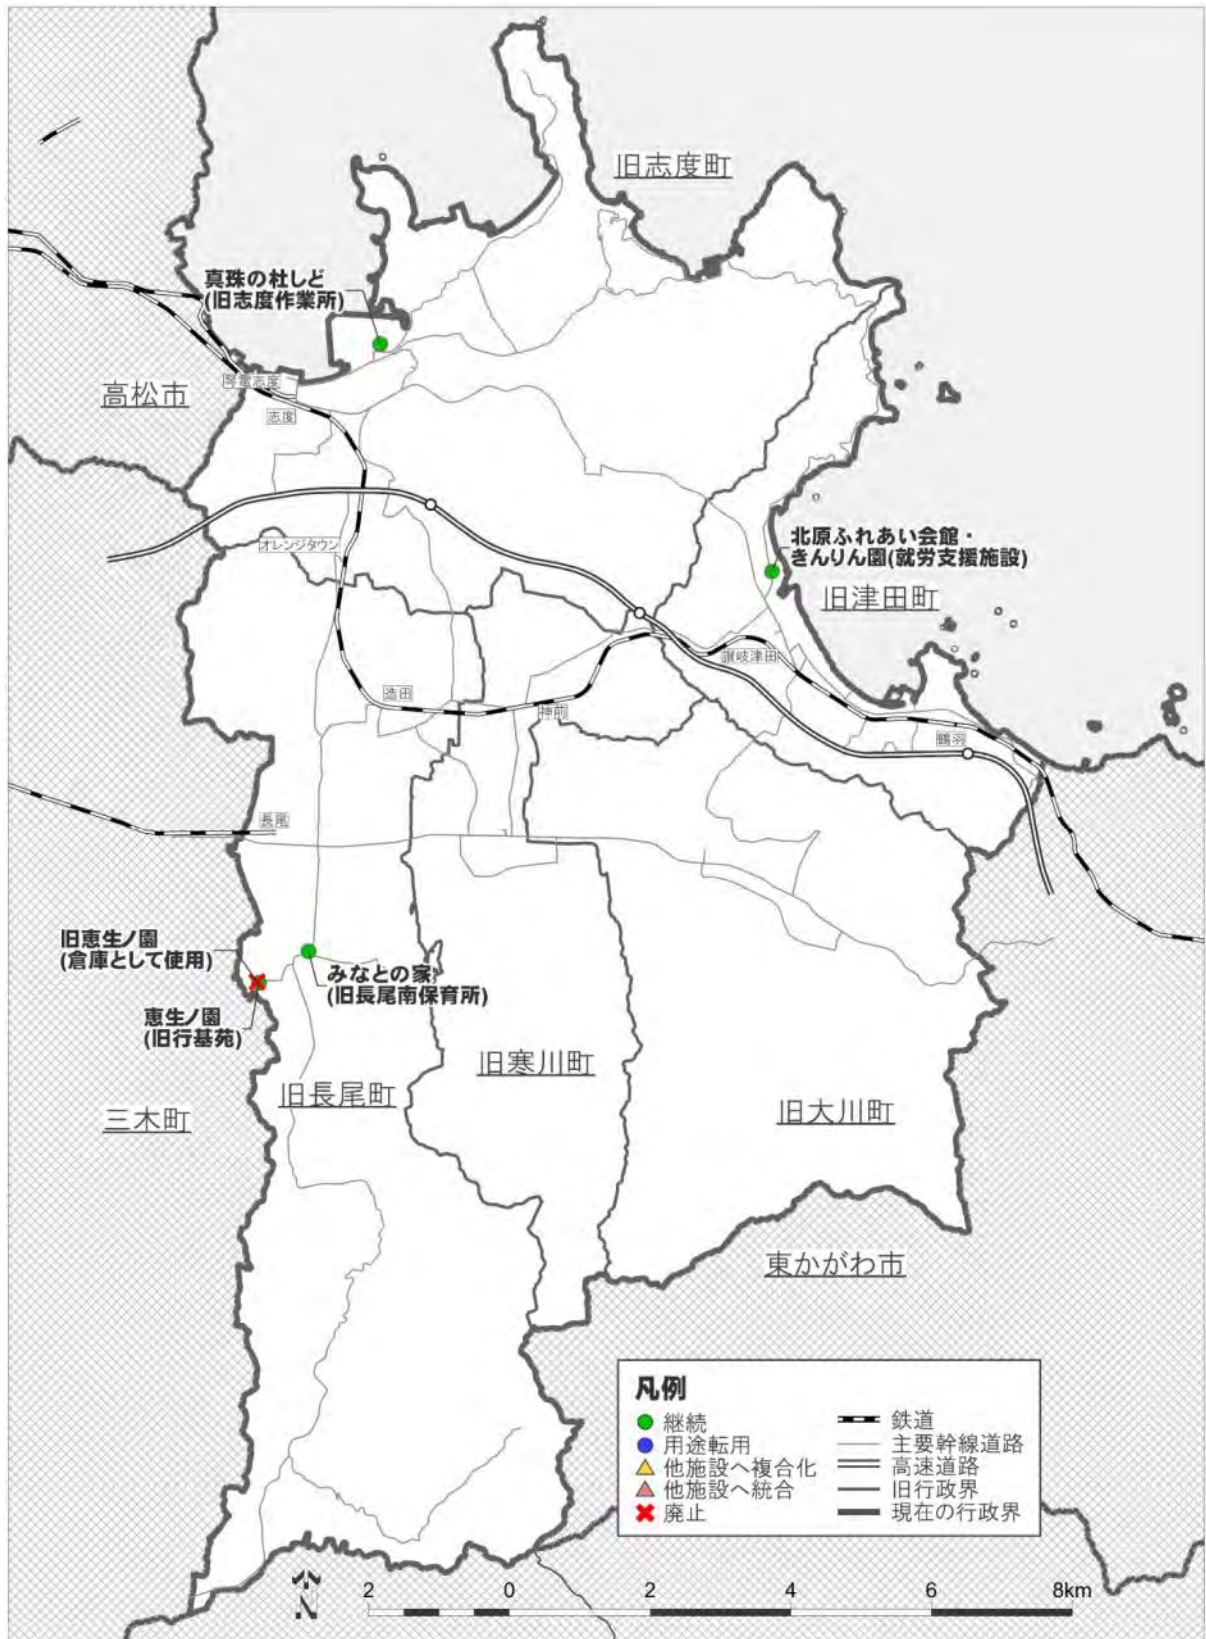 旧志度町
真珠の杜しど
(旧志度作業所)
高松市
琴電志度
志度
オレンジタウン
北原ふれあい会館・
きんりん園(就労支援施設)
旧津田町
讃岐津田
造田
神前
鶴羽
長尾
旧恵生ノ園
(倉庫として使用)
みなとの家
(旧長尾南保育所)
恵生ノ園
(旧行基苑)
旧寒川町
旧長尾町
旧大川町
三木町
東かがわ市
凡例
継続
用途転用
他施設へ複合化
他施設へ統合
廃止
鉄道
主要幹線道路
高速道路
旧行政界
現在の行政界
北
2 0 2 4 6 8km